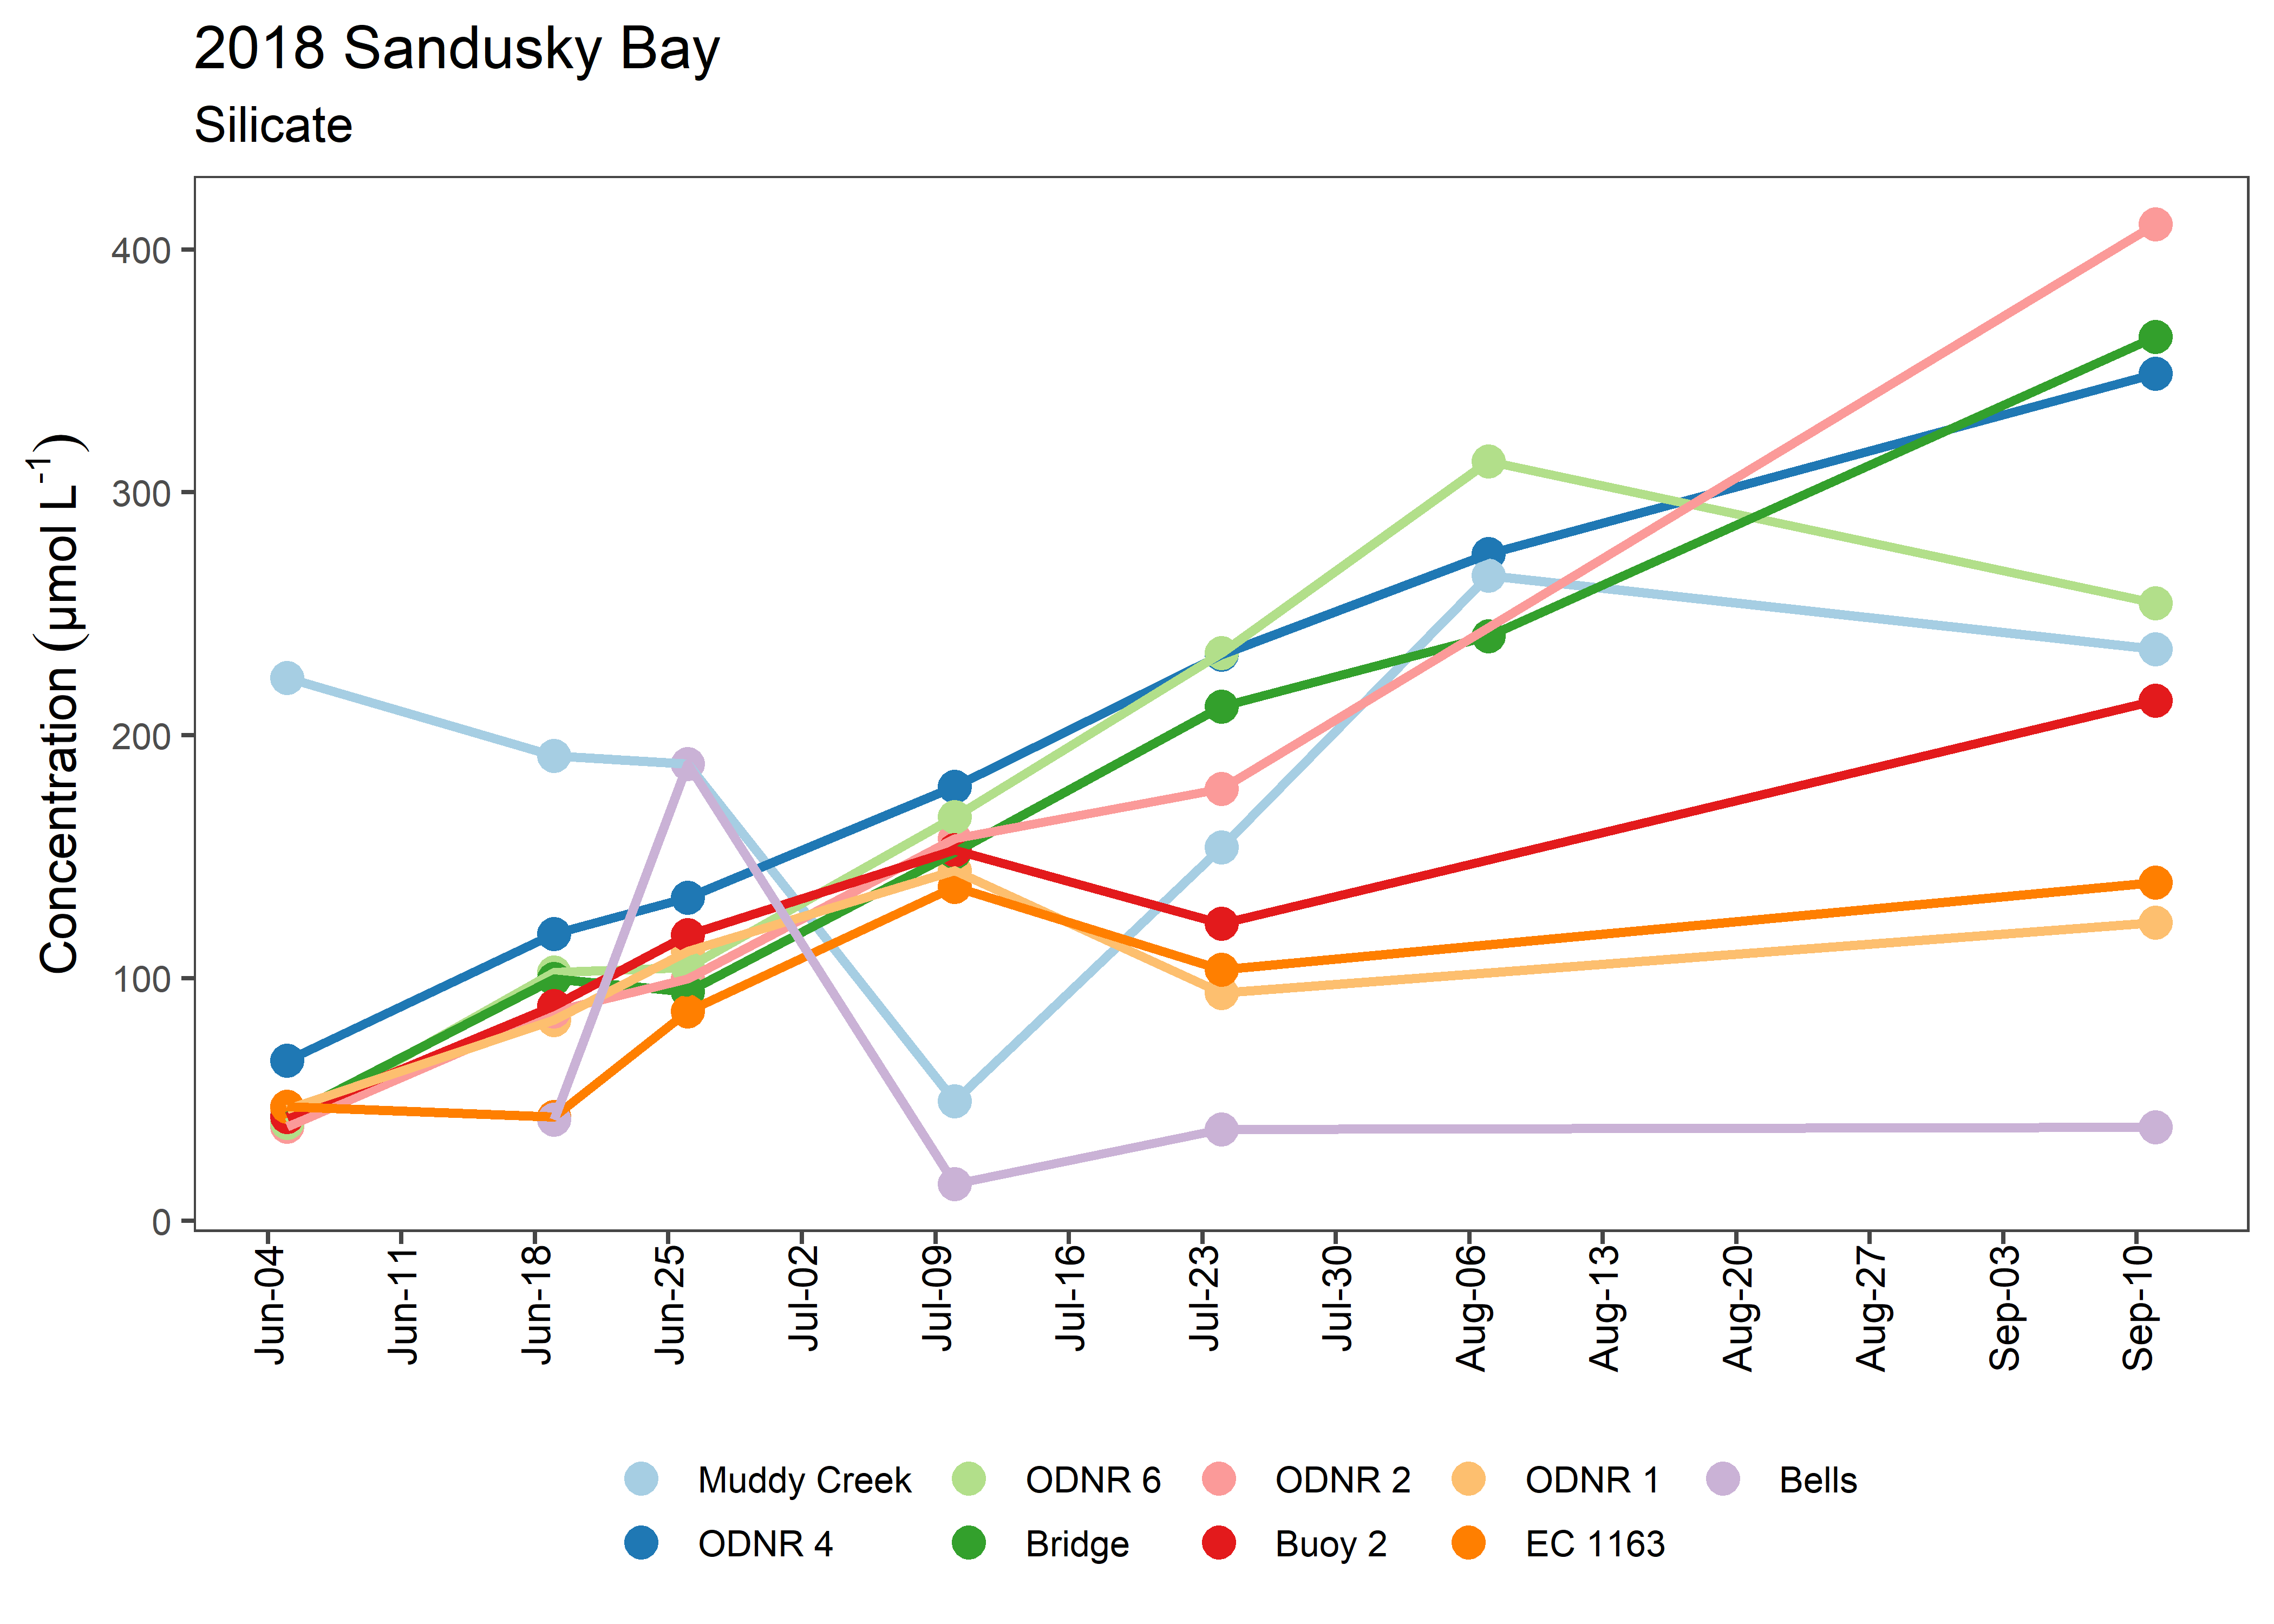 2018 Sandusky Bay
Silicate
Concentration (µmol L⁻¹)
400
300
200
100
0
Jun-04
Jun-11
Jun-18
Jun-25
Jul-02
Jul-09
Jul-16
Jul-23
Jul-30
Aug-06
Aug-13
Aug-20
Aug-27
Sep-03
Sep-10
Muddy Creek ODNR 6 ODNR 2 ODNR 1 Bells
ODNR 4 Bridge Buoy 2 EC 1163